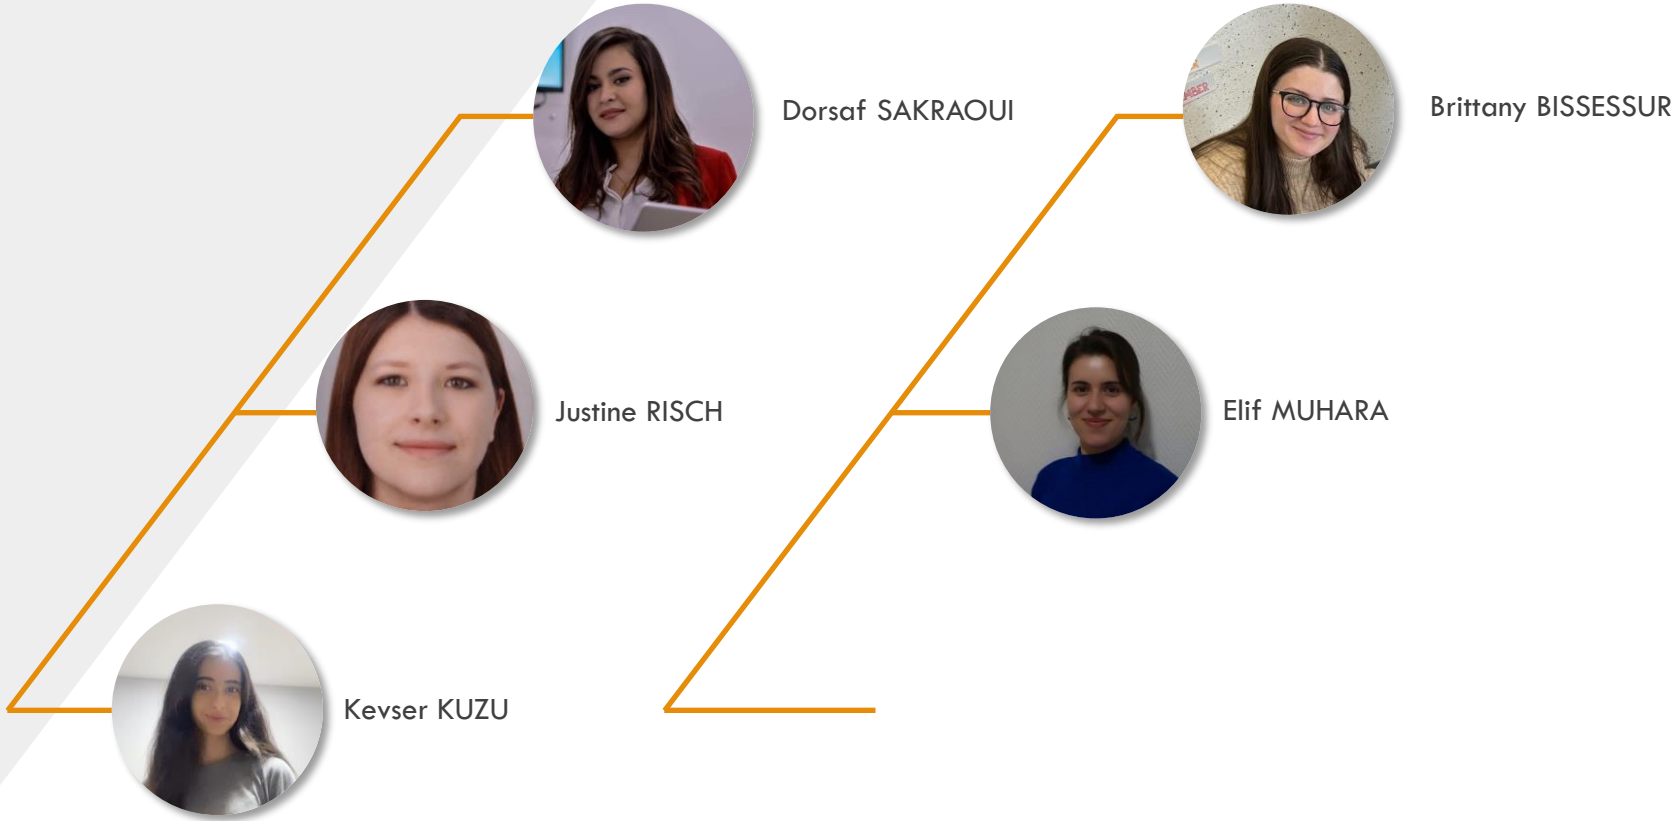 Dorsaf SAKRAOUI
Brittany BISSESSUR
Justine RISCH
Elif MUHARA
Kevser KUZU